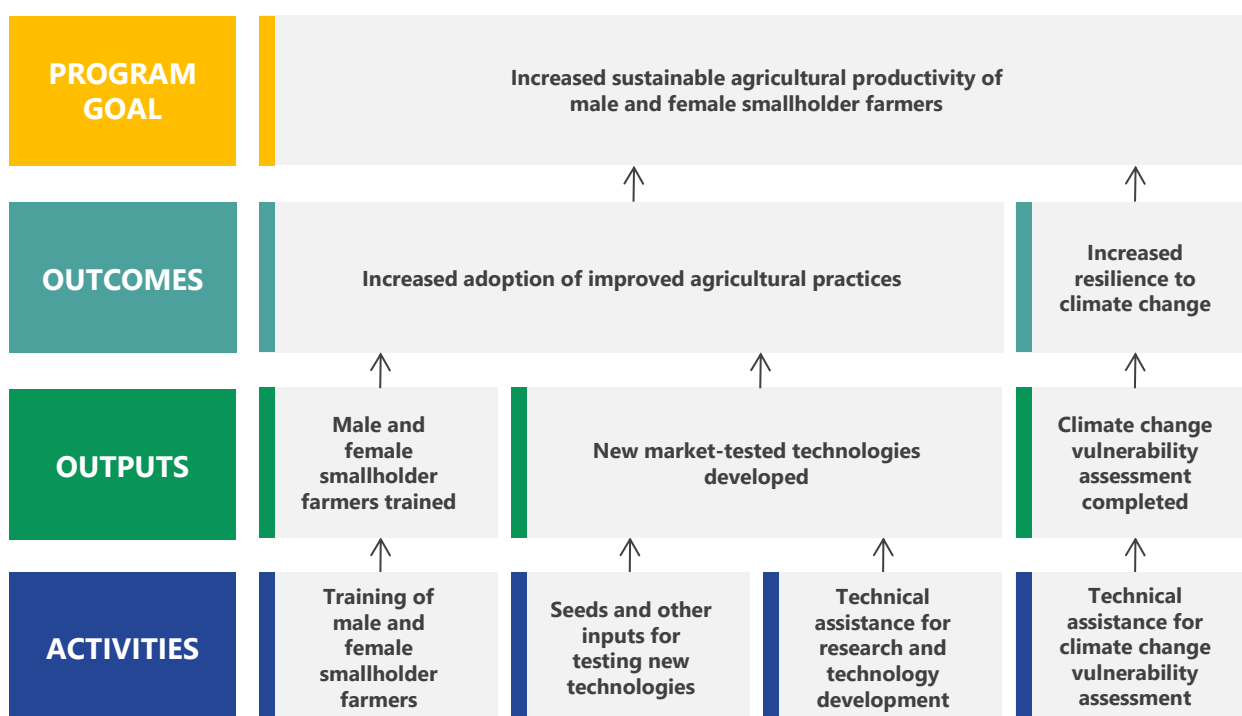 PROGRAM
GOAL
Increased sustainable agricultural productivity of
male and female smallholder farmers
OUTCOMES
Increased adoption of improved agricultural practices
Increased
resilience to
climate change
OUTPUTS
Male and
female
smallholder
farmers trained
New market-tested technologies
developed
Climate change
vulnerability
assessment
completed
ACTIVITIES
Training of
male and
female
smallholder
farmers
Seeds and other
inputs for
testing new
technologies
Technical
assistance for
research and
technology
development
Technical
assistance for
climate change
vulnerability
assessment